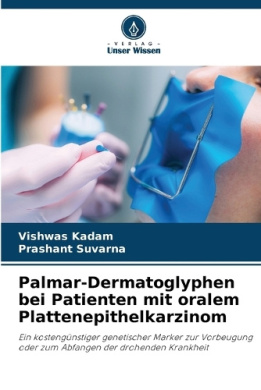 VERLAG
Unser Wissen
Vishwas Kadam
Prashant Suvarna
Palmar-Dermatoglyphen
bei Patienten mit oralem
Plattenepithelkarzinom
Ein kostengünstiger genetischer Marker zur Vorbeugung
oder zum Abfangen der drohenden Krankheit